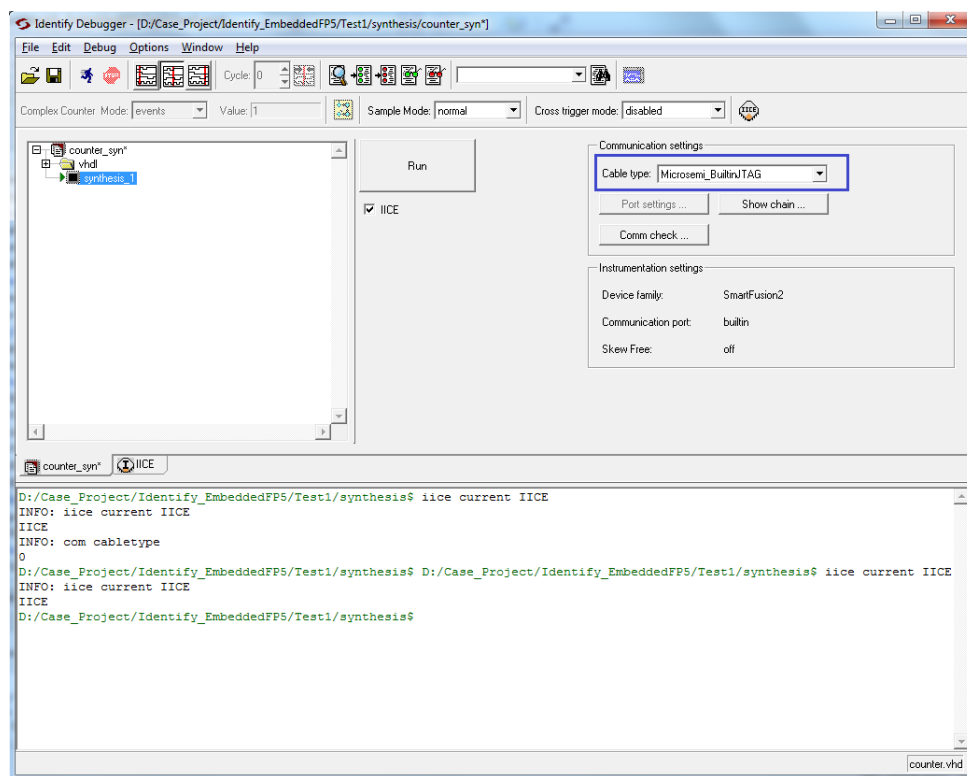 Identify Debugger - [D:/Case_Project/Identify_EmbeddedFP5/Test1/synthesis/counter_syn*]
File Edit Debug Options Window Help
Cycle: 0
Complex Counter Mode: events Value: 1 Sample Mode: normal Cross trigger mode: disabled IICE
counter_syn*
vhdl
synthesis_1
Run
IICE
Communication settings
Cable type: Microsemi_BuiltinJTAG
Port settings ... Show chain ...
Comm check ...
Instrumentation settings
Device family: SmartFusion2
Communication port: builtin
Skew Free: off
counter_syn* IICE
D:/Case_Project/Identify_EmbeddedFP5/Test1/synthesis$ iice current IICE
INFO: iice current IICE
IICE
INFO: com cabletype
0
D:/Case_Project/Identify_EmbeddedFP5/Test1/synthesis$ D:/Case_Project/Identify_EmbeddedFP5/Test1/synthesis$ iice current IICE
INFO: iice current IICE
IICE
D:/Case_Project/Identify_EmbeddedFP5/Test1/synthesis$
counter.vhd